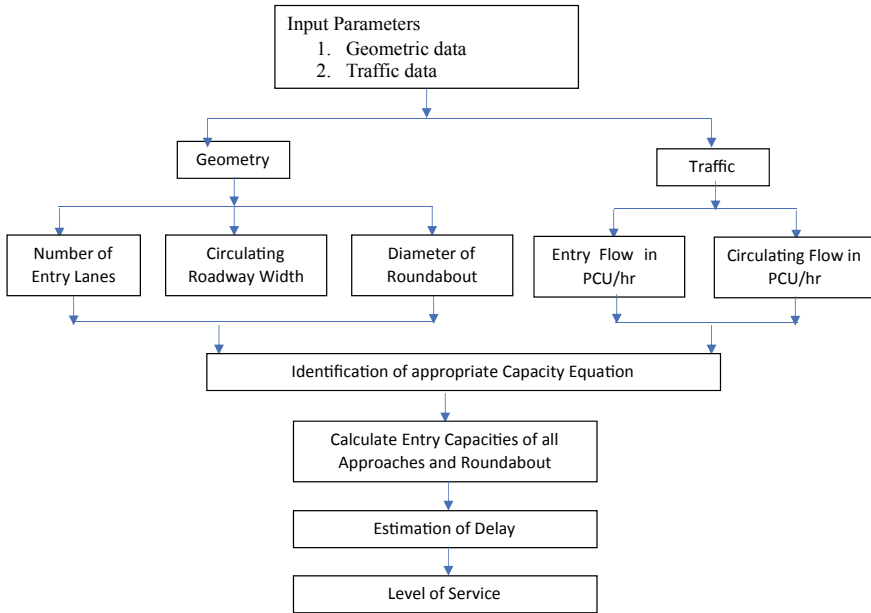 Input Parameters
1. Geometric data
2. Traffic data
Geometry
Traffic
Number of
Entry Lanes
Circulating
Roadway Width
Diameter of
Roundabout
Entry Flow in
PCU/hr
Circulating Flow in
PCU/hr
Identification of appropriate Capacity Equation
Calculate Entry Capacities of all
Approaches and Roundabout
Estimation of Delay
Level of Service